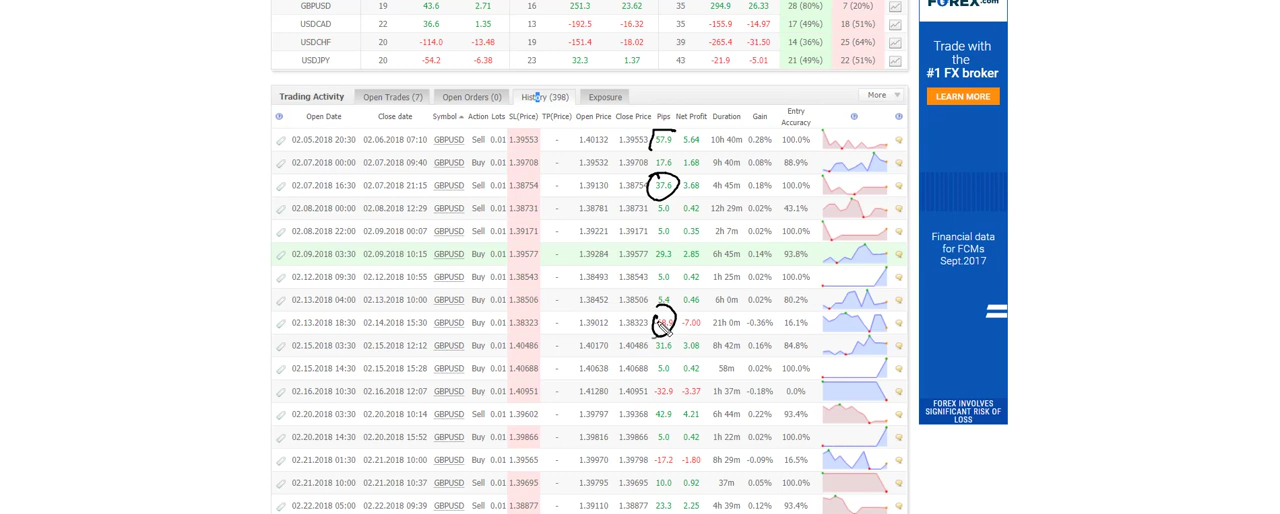 GBPUSD 19 43.6 2.71 16 251.3 23.62 35 294.9 26.33 28 (80%) 7 (20%)
USDCAD 22 36.6 1.35 13 -192.5 -16.32 35 -155.9 -14.97 17 (49%) 18 (51%)
USDCHF 20 -114.0 -13.48 19 -151.4 -18.02 39 -265.4 -31.50 14 (36%) 25 (64%)
USDJPY 20 -54.2 -6.38 23 32.3 1.37 43 -21.9 -5.01 21 (49%) 22 (51%)
Trading Activity Open Trades (7) Open Orders (0) History (398) Exposure More
Open Date Close date Symbol Action Lots SL(Price) TP(Price) Open Price Close Price Pips Net Profit Duration Gain Entry Accuracy
02.05.2018 20:30 02.06.2018 07:10 GBPUSD Sell 0.01 1.39553 - 1.40132 1.39553 57.9 5.64 10h 40m 0.28% 100.0%
02.07.2018 00:00 02.07.2018 09:40 GBPUSD Buy 0.01 1.39708 - 1.39532 1.39708 17.6 1.68 9h 40m 0.08% 88.9%
02.07.2018 16:30 02.07.2018 21:15 GBPUSD Sell 0.01 1.38754 - 1.39130 1.38754 37.6 3.68 4h 45m 0.18% 100.0%
02.08.2018 00:00 02.08.2018 12:29 GBPUSD Sell 0.01 1.38731 - 1.38781 1.38731 5.0 0.42 12h 29m 0.02% 43.1%
02.08.2018 22:00 02.09.2018 00:07 GBPUSD Sell 0.01 1.39171 - 1.39221 1.39171 5.0 0.35 2h 7m 0.02% 100.0%
02.09.2018 03:30 02.09.2018 10:15 GBPUSD Buy 0.01 1.39577 - 1.39284 1.39577 29.3 2.85 6h 45m 0.14% 93.8%
02.12.2018 09:30 02.12.2018 10:55 GBPUSD Buy 0.01 1.38543 - 1.38493 1.38543 5.0 0.42 1h 25m 0.02% 100.0%
02.13.2018 04:00 02.13.2018 10:00 GBPUSD Buy 0.01 1.38506 - 1.38452 1.38506 5.4 0.46 6h 0m 0.02% 80.2%
02.13.2018 18:30 02.14.2018 15:30 GBPUSD Buy 0.01 1.38323 - 1.39012 1.38323 -7.00 21h 0m -0.36% 16.1%
02.15.2018 03:30 02.15.2018 12:12 GBPUSD Buy 0.01 1.40486 - 1.40170 1.40486 31.6 3.08 8h 42m 0.16% 84.8%
02.15.2018 14:30 02.15.2018 15:28 GBPUSD Buy 0.01 1.40688 - 1.40638 1.40688 5.0 0.42 58m 0.02% 100.0%
02.16.2018 10:30 02.16.2018 12:07 GBPUSD Buy 0.01 1.40951 - 1.41280 1.40951 -32.9 -3.37 1h 37m -0.18% 0.0%
02.20.2018 03:30 02.20.2018 10:14 GBPUSD Sell 0.01 1.39602 - 1.39797 1.39368 42.9 4.21 6h 44m 0.22% 93.4%
02.20.2018 14:30 02.20.2018 15:52 GBPUSD Buy 0.01 1.39866 - 1.39816 1.39866 5.0 0.42 1h 22m 0.02% 100.0%
02.21.2018 01:30 02.21.2018 10:00 GBPUSD Buy 0.01 1.39565 - 1.39970 1.39798 -17.2 -1.80 8h 29m -0.09% 16.5%
02.21.2018 10:00 02.21.2018 10:37 GBPUSD Sell 0.01 1.39695 - 1.39795 1.39695 10.0 0.92 37m 0.05% 100.0%
02.22.2018 05:00 02.22.2018 09:39 GBPUSD Sell 0.01 1.38877 - 1.39110 1.38877 23.3 2.25 4h 39m 0.12% 93.4%
FOREX.com
Trade with
the
#1 FX broker
LEARN MORE
Financial data
for FCMs
Sept.2017
FOREX INVOLVES
SIGNIFICANT RISK OF
LOSS